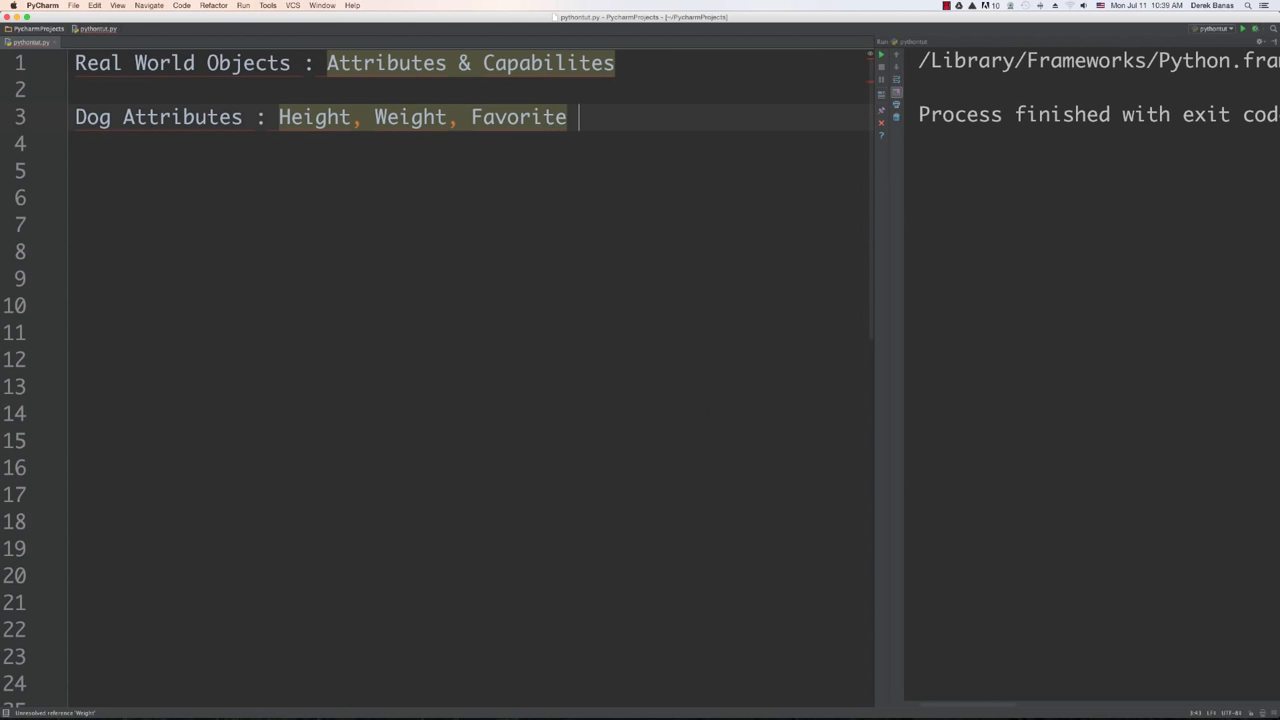 PyCharm File Edit View Navigate Code Refactor Run Tools VCS Window Help 10 Mon Jul 11 10:39 AM Derek Banas
pythontut.py - PycharmProjects - [~/PycharmProjects]
PycharmProjects pythontut.py pythontut
pythontut.py Run pythontut
1 Real World Objects : Attributes & Capabilites
2
3 Dog Attributes : Height, Weight, Favorite
4
5
6
7
8
9
10
11
12
13
14
15
16
17
18
19
20
21
22
23
24
/Library/Frameworks/Python.fra
Process finished with exit cod
Unresolved reference 'Weight' 3:43 LF÷ UTF-8÷